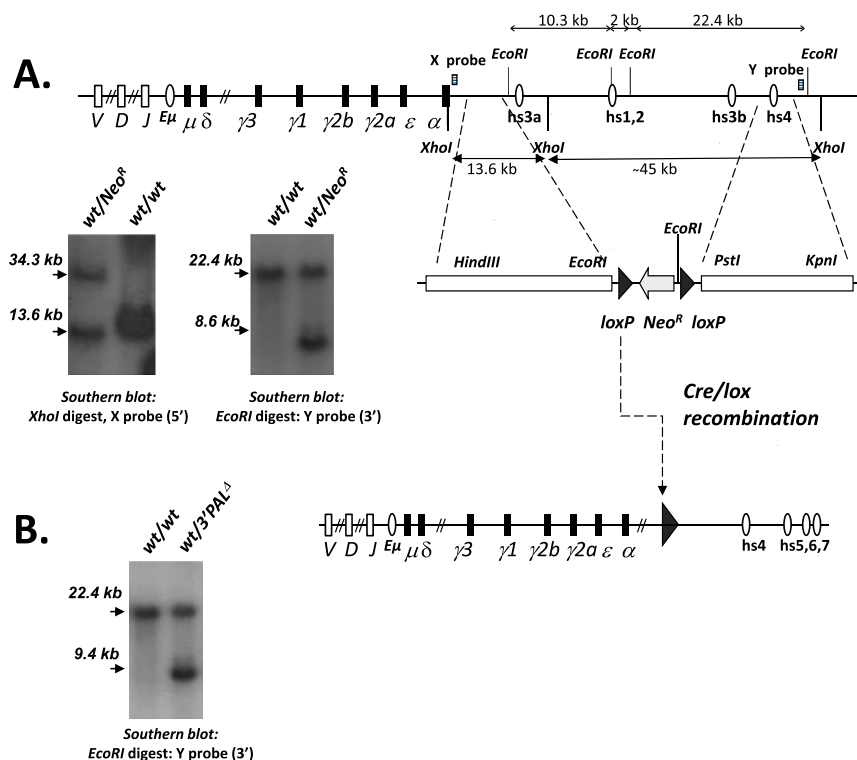 10.3 kb 2 kb 22.4 kb
A.
X probe EcoRI EcoRI EcoRI Y probe EcoRI
V D J Eμ μ δ γ3 γ1 γ2b γ2a ε α hs3a hs1,2 hs3b hs4
XhoI XhoI XhoI
13.6 kb ~45 kb
wt/NeoR wt/wt
wt/wt wt/NeoR
34.3 kb
13.6 kb
22.4 kb
8.6 kb
EcoRI
HindIII EcoRI PstI KpnI
loxP NeoR loxP
Southern blot:
XhoI digest, X probe (5’)
Southern blot:
EcoRI digest: Y probe (3’)
Cre/lox
recombination
B.
wt/wt wt/3’PALΔ
22.4 kb
9.4 kb
V D J Eμ μ δ γ3 γ1 γ2b γ2a ε α hs4 hs5,6,7
Southern blot:
EcoRI digest: Y probe (3’)